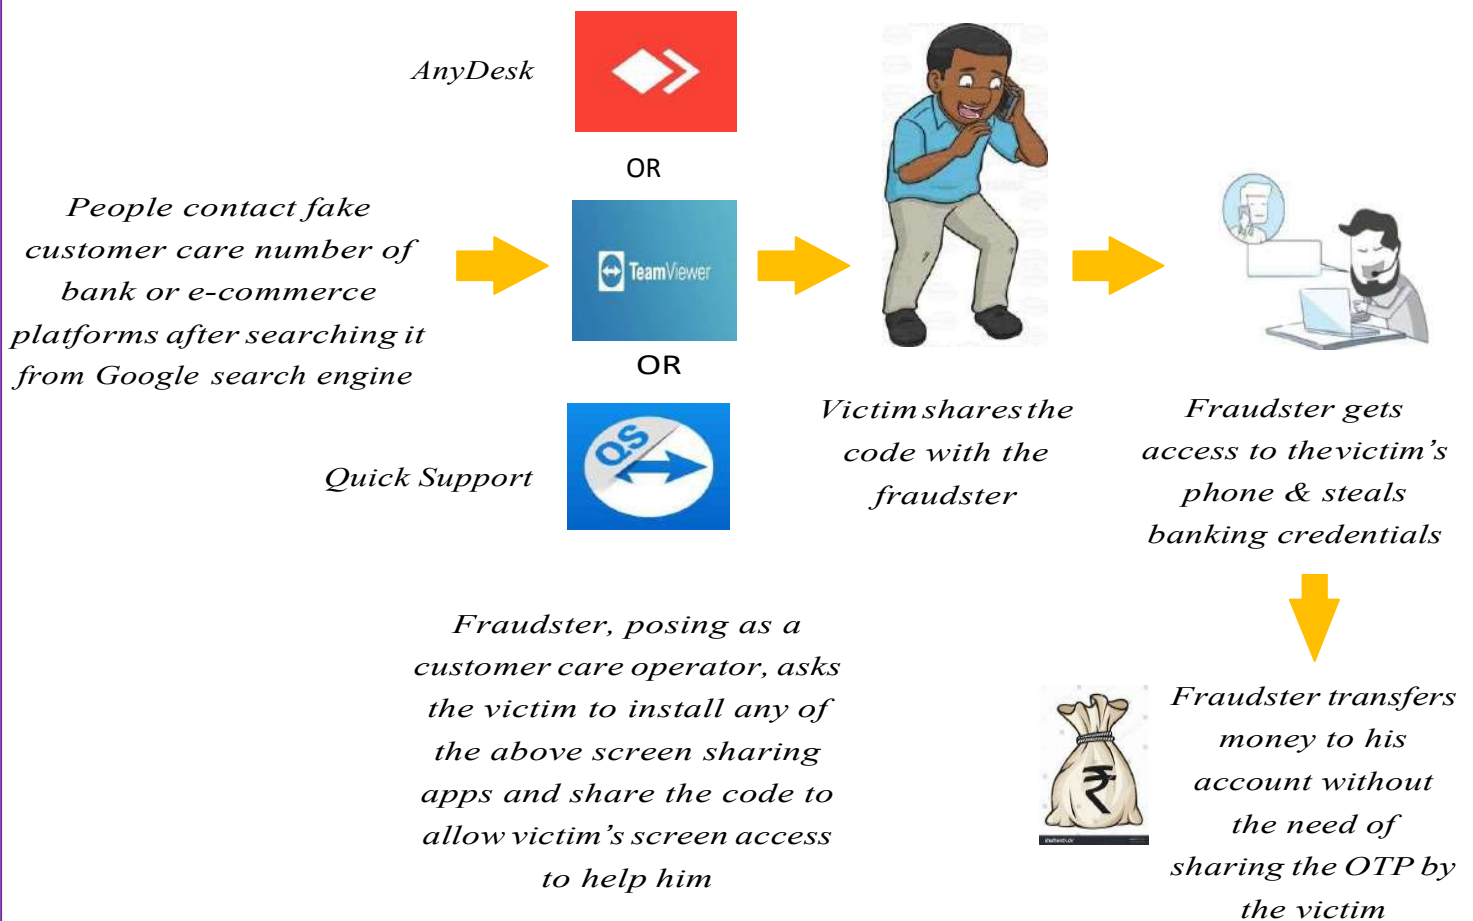 People contact fake
customer care number of
bank or e-commerce
platforms after searching it
from Google search engine
AnyDesk
OR
TeamViewer
OR
Quick Support
QS
Fraudster, posing as a
customer care operator, asks
the victim to install any of
the above screen sharing
apps and share the code to
allow victim's screen access
to help him
Victim shares the
code with the
fraudster
Fraudster gets
access to thevictim's
phone & steals
banking credentials
₹
Fraudster transfers
money to his
account without
the need of
sharing the OTP by
the victim